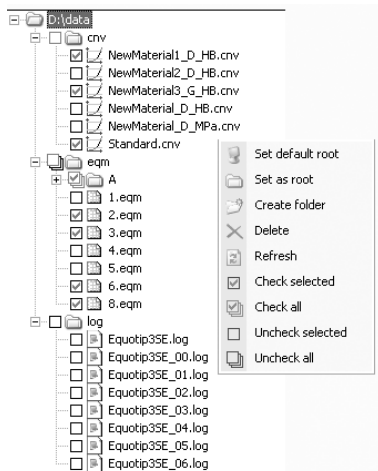 D:\data
cnv
NewMaterial1_D_HB.cnv
NewMaterial2_D_HB.cnv
NewMaterial3_G_HB.cnv
NewMaterial_D_HB.cnv
NewMaterial_D_MPa.cnv
Standard.cnv
eqm
A
1.eqm
2.eqm
3.eqm
4.eqm
5.eqm
6.eqm
8.eqm
log
Equotip3SE.log
Equotip3SE_00.log
Equotip3SE_01.log
Equotip3SE_02.log
Equotip3SE_03.log
Equotip3SE_04.log
Equotip3SE_05.log
Equotip3SE_06.log
Set default root
Set as root
Create folder
Delete
Refresh
Check selected
Check all
Uncheck selected
Uncheck all